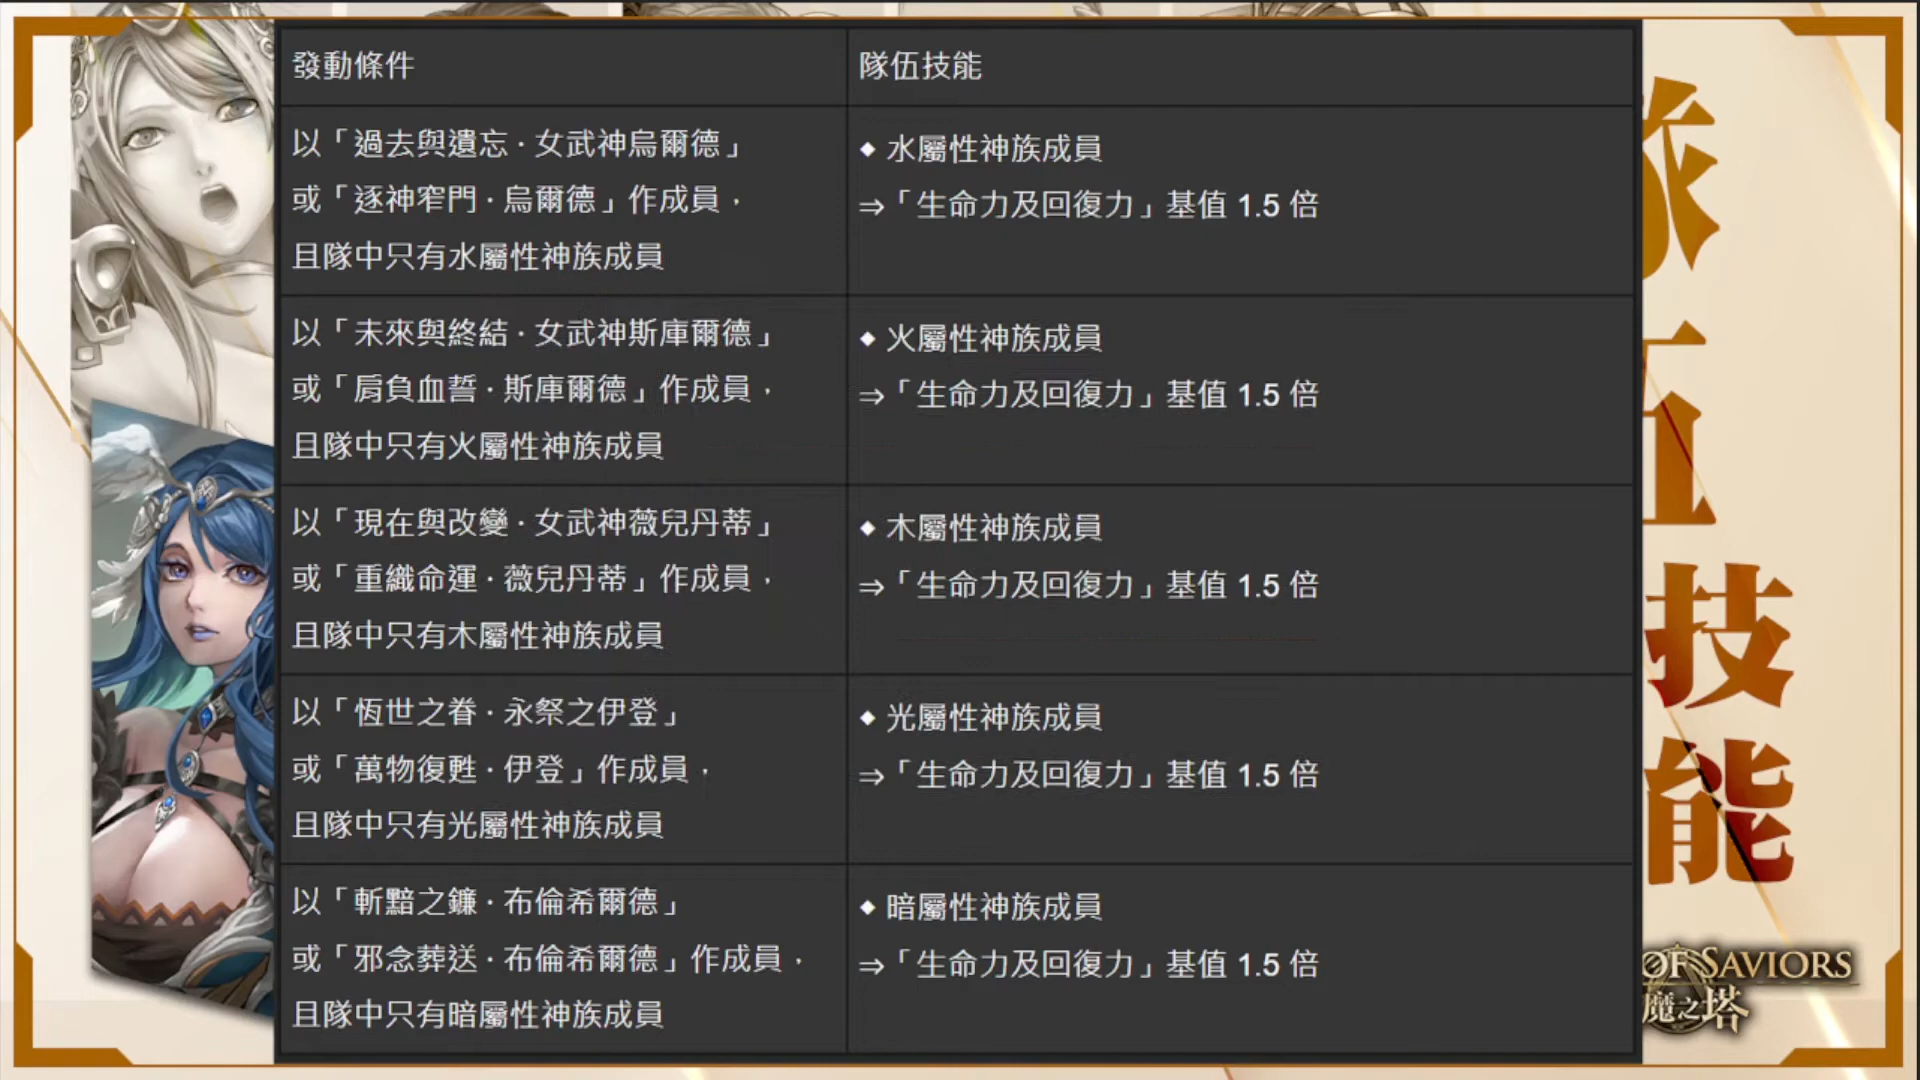 發動條件
隊伍技能
以「過去與遺忘·女武神烏爾德」
或「逐神窄門·烏爾德」作成員，
且隊中只有水屬性神族成員
◆ 水屬性神族成員
⇒「生命力及回復力」基值 1.5 倍
以「未來與終結·女武神斯庫爾德」
或「肩負血誓·斯庫爾德」作成員，
且隊中只有火屬性神族成員
◆ 火屬性神族成員
⇒「生命力及回復力」基值 1.5 倍
以「現在與改變·女武神薇兒丹蒂」
或「重織命運·薇兒丹蒂」作成員，
且隊中只有木屬性神族成員
◆ 木屬性神族成員
⇒「生命力及回復力」基值 1.5 倍
以「恆世之眷·永祭之伊登」
或「萬物復甦·伊登」作成員，
且隊中只有光屬性神族成員
◆ 光屬性神族成員
⇒「生命力及回復力」基值 1.5 倍
以「斬黯之鐮·布倫希爾德」
或「邪念葬送·布倫希爾德」作成員，
且隊中只有暗屬性神族成員
◆ 暗屬性神族成員
⇒「生命力及回復力」基值 1.5 倍
技能
OF SAVIORS
魔之塔